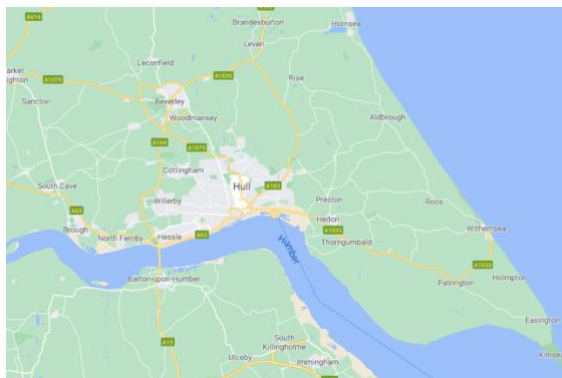 A614
Brandesburton
Hornsea
Leven
Leconfield
A1035
Rise
arket
ighton
A1079
Sancton
Beverley
Woodmansey
Aldbrough
A164
A1079
Cottingham
Hull
A165
South Cave
Willerby
Preston
Roos
A63
Hedon
Brough
North Ferriby
Hessle
A63
A1033
Withernsea
Thorngumbald
Humber
A1033
Holmpton
Barton-upon-Humber
Patrington
Easington
A15
South
Killingholme
Kilnsea
Ulceby
Immingham